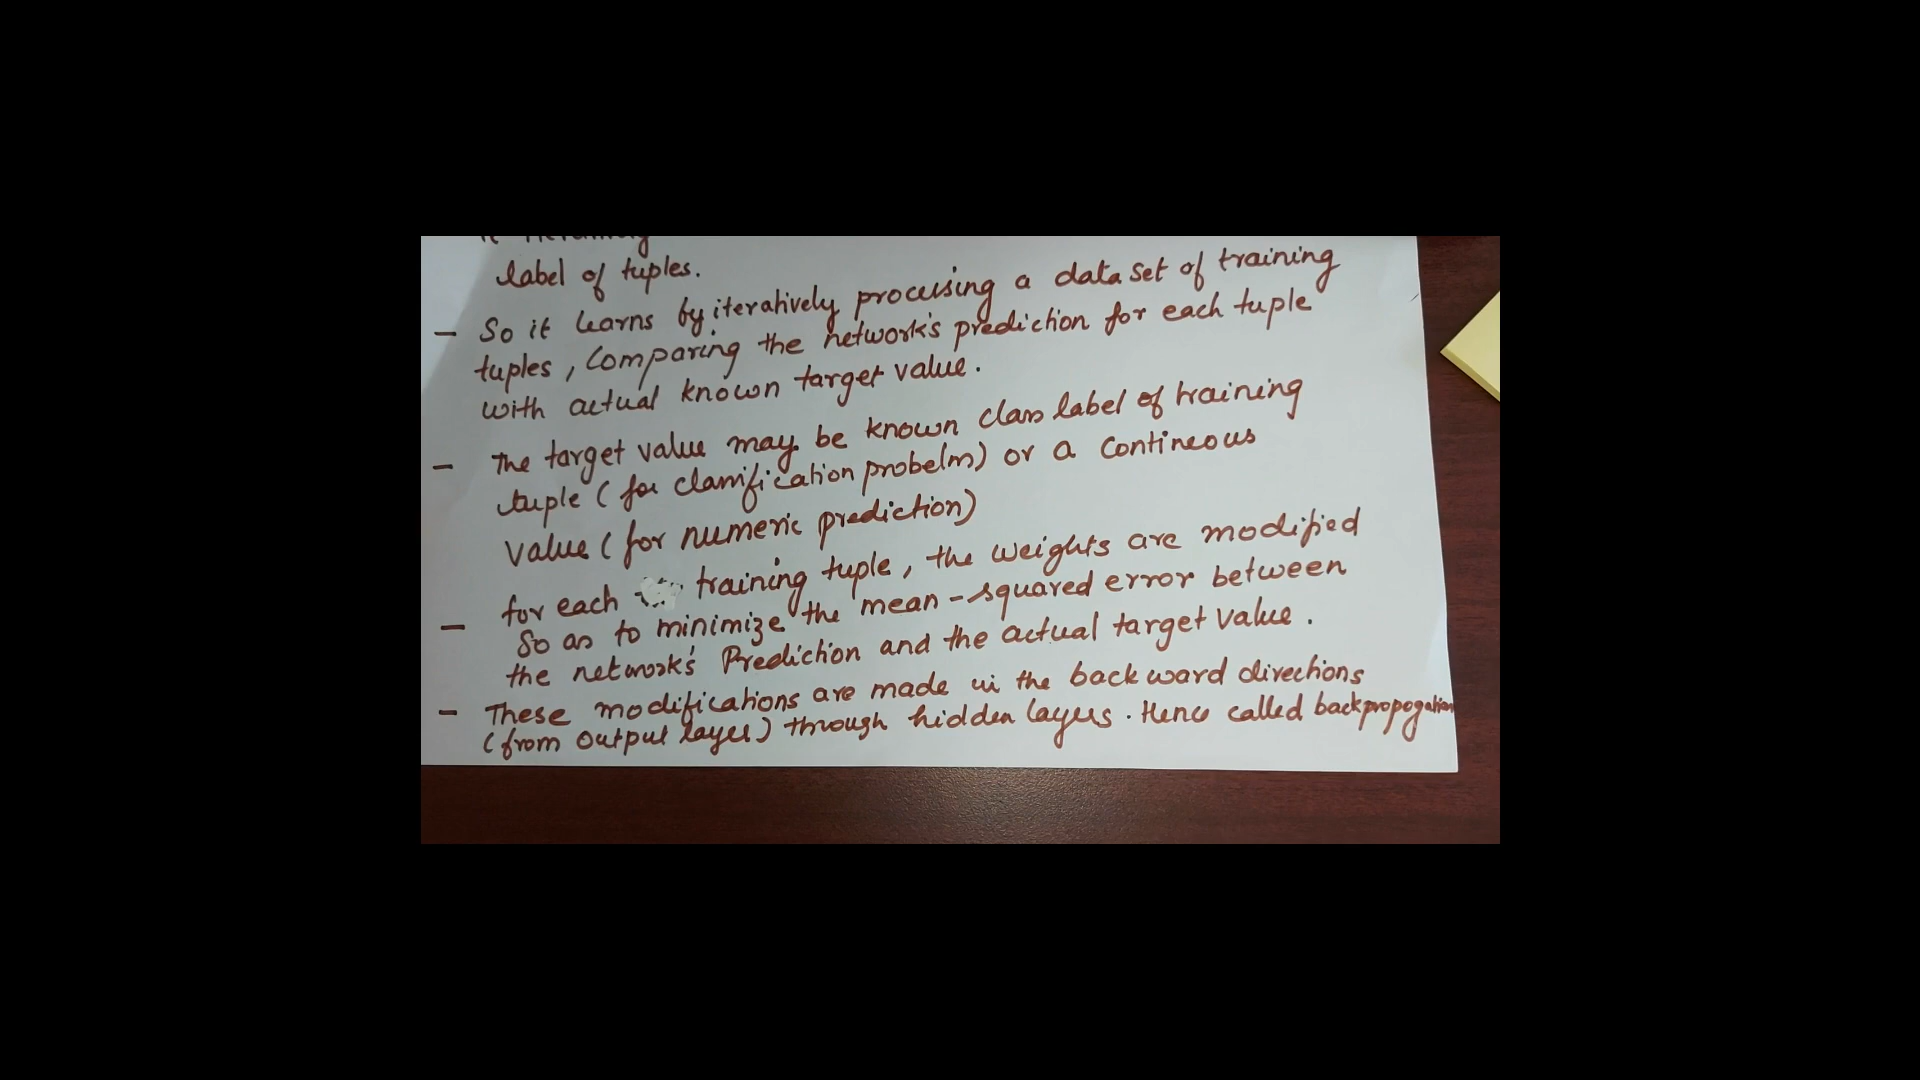 label of tuples.
- So it learns by iteratively processing a data set of training
tuples, Comparing the network's prediction for each tuple
with actual known target value.
- The target value may be known class label of training
tuple (for classification probelm) or a Contineous
value (for numeric prediction)
- for each training tuple, the weights are modified
So as to minimize the mean-squared error between
the network's Prediction and the actual target value.
- These modifications are made in the backward directions
(from output layer) through hidden layers. Hence called backpropogation